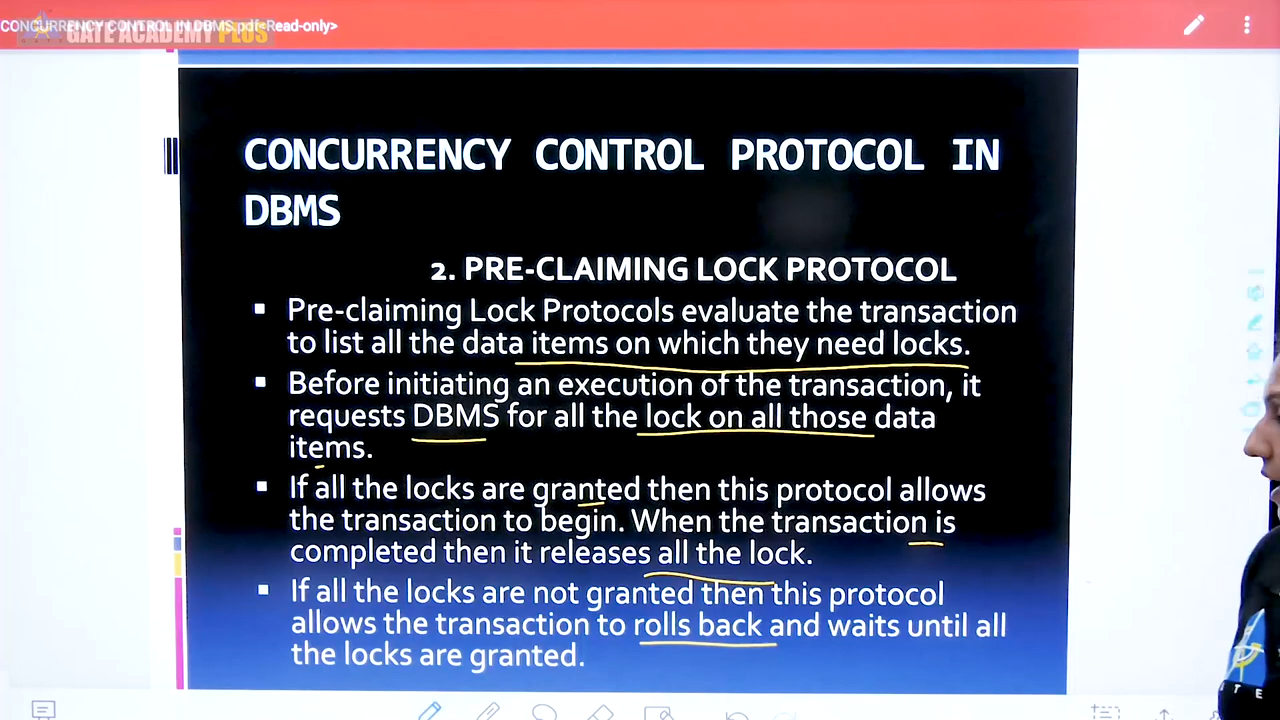 CONCURRENCY CONTROL IN DBMS.pdf<Read-only>
GATE ACADEMY PLUS
CONCURRENCY CONTROL PROTOCOL IN
DBMS
2. PRE-CLAIMING LOCK PROTOCOL
▪ Pre-claiming Lock Protocols evaluate the transaction
to list all the data items on which they need locks.
▪ Before initiating an execution of the transaction, it
requests DBMS for all the lock on all those data
items.
▪ If all the locks are granted then this protocol allows
the transaction to begin. When the transaction is
completed then it releases all the lock.
▪ If all the locks are not granted then this protocol
allows the transaction to rolls back and waits until all
the locks are granted.